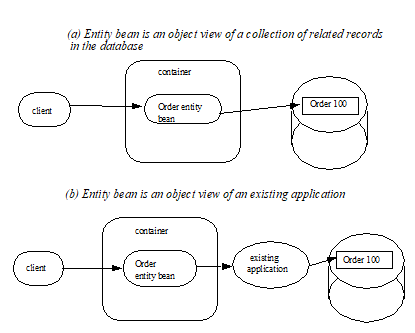 (a) Entity bean is an object view of a collection of related records
in the database
container
client
Order entity
bean
Order 100
(b) Entity bean is an object view of an existing application
container
client
Order
entity bean
existing
application
Order 100